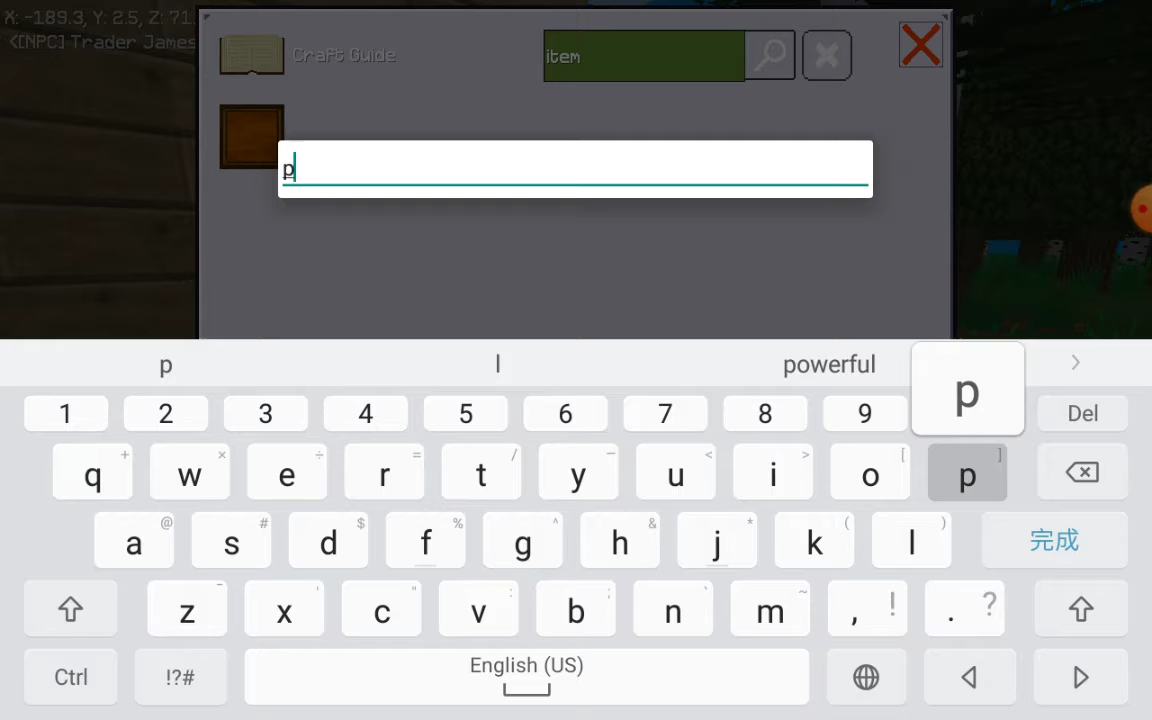 X: -189.3, Y: 2.5, Z: 71.
<[NPC] Trader James
Craft Guide
item
p
p l powerful
p
1 2 3 4 5 6 7 8 9 Del
q + w × e ÷ r = t / y − u < i > o [ p ]
a @ s # d $ f % g ^ h & j * k ( l ) 完成
z - x ' c " v : b ; n ` m ~ , ! . ?
Ctrl !?# English (US)